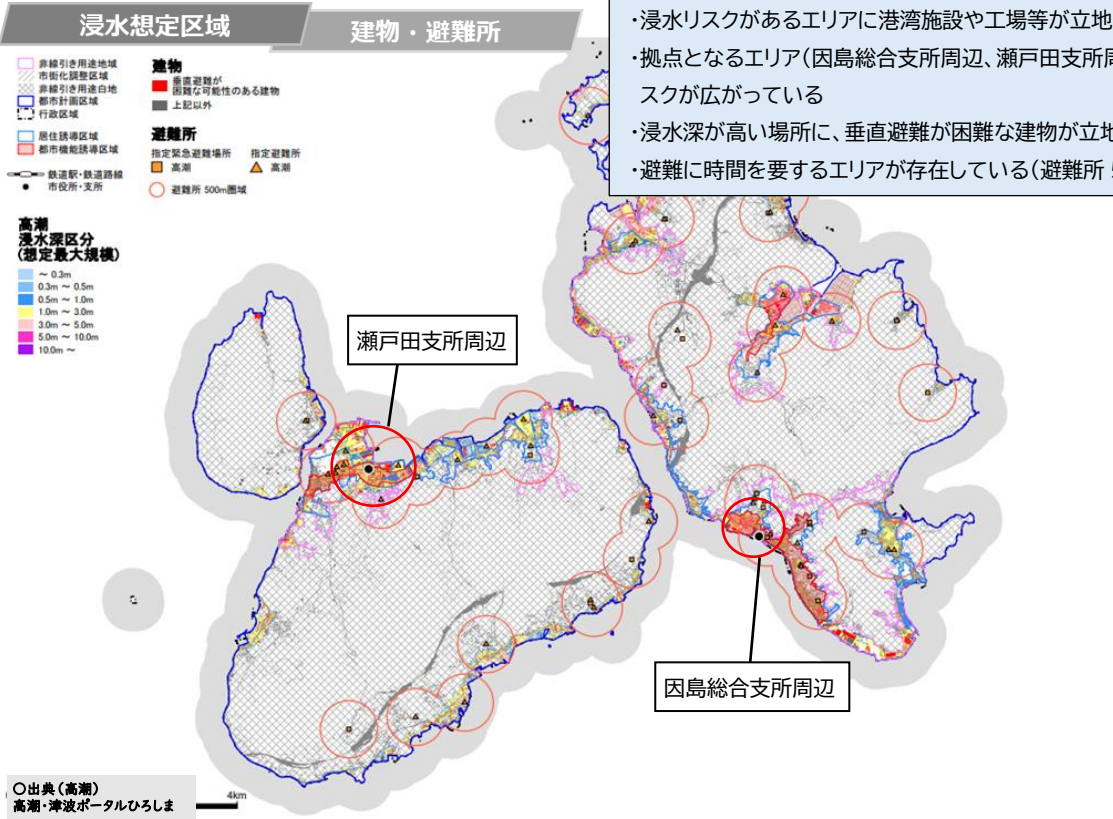 浸水想定区域
建物・避難所
・浸水リスクがあるエリアに港湾施設や工場等が立地
・拠点となるエリア(因島総合支所周辺、瀬戸田支所周
スクが広がっている
・浸水深が高い場所に、垂直避難が困難な建物が立地
・避難に時間を要するエリアが存在している(避難所
非線引き用途地域
市街化調整区域
非線引き用途白地
都市計画区域
行政区域
居住誘導区域
都市機能誘導区域
鉄道駅・鉄道路線
市役所・支所
建物
垂直避難が
困難な可能性のある建物
上記以外
避難所
指定緊急避難場所 指定避難所
高潮 高潮
避難所 500m圏域
高潮
浸水深区分
(想定最大規模)
～ 0.3m
0.3m ～ 0.5m
0.5m ～ 1.0m
1.0m ～ 3.0m
3.0m ～ 5.0m
5.0m ～ 10.0m
10.0m ～
瀬戸田支所周辺
因島総合支所周辺
〇出典(高潮)
高潮・津波ポータルひろしま
4km